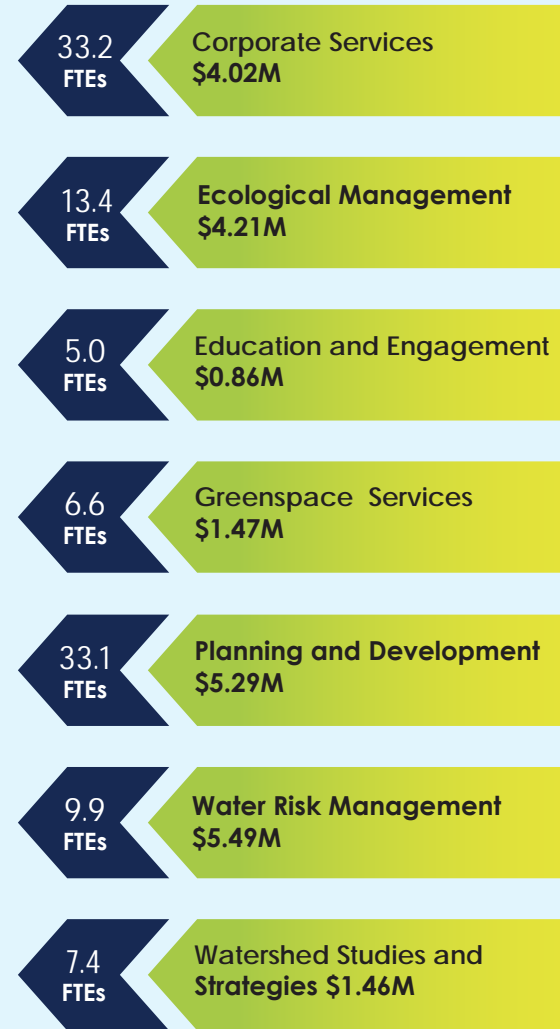 33.2
FTEs
Corporate Services
$4.02M
13.4
FTEs
Ecological Management
$4.21M
5.0
FTEs
Education and Engagement
$0.86M
6.6
FTEs
Greenspace Services
$1.47M
33.1
FTEs
Planning and Development
$5.29M
9.9
FTEs
Water Risk Management
$5.49M
7.4
FTEs
Watershed Studies and
Strategies $1.46M